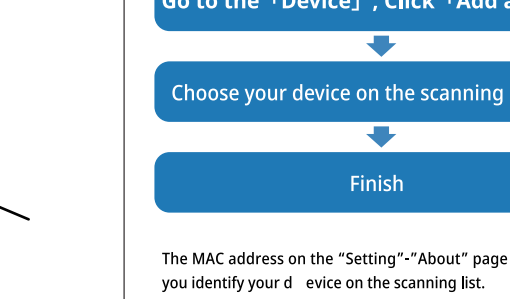 Go to the「Device」, Click「Add a
Choose your device on the scanning
Finish
The MAC address on the “Setting”-”About” page
you identify your d evice on the scanning list.